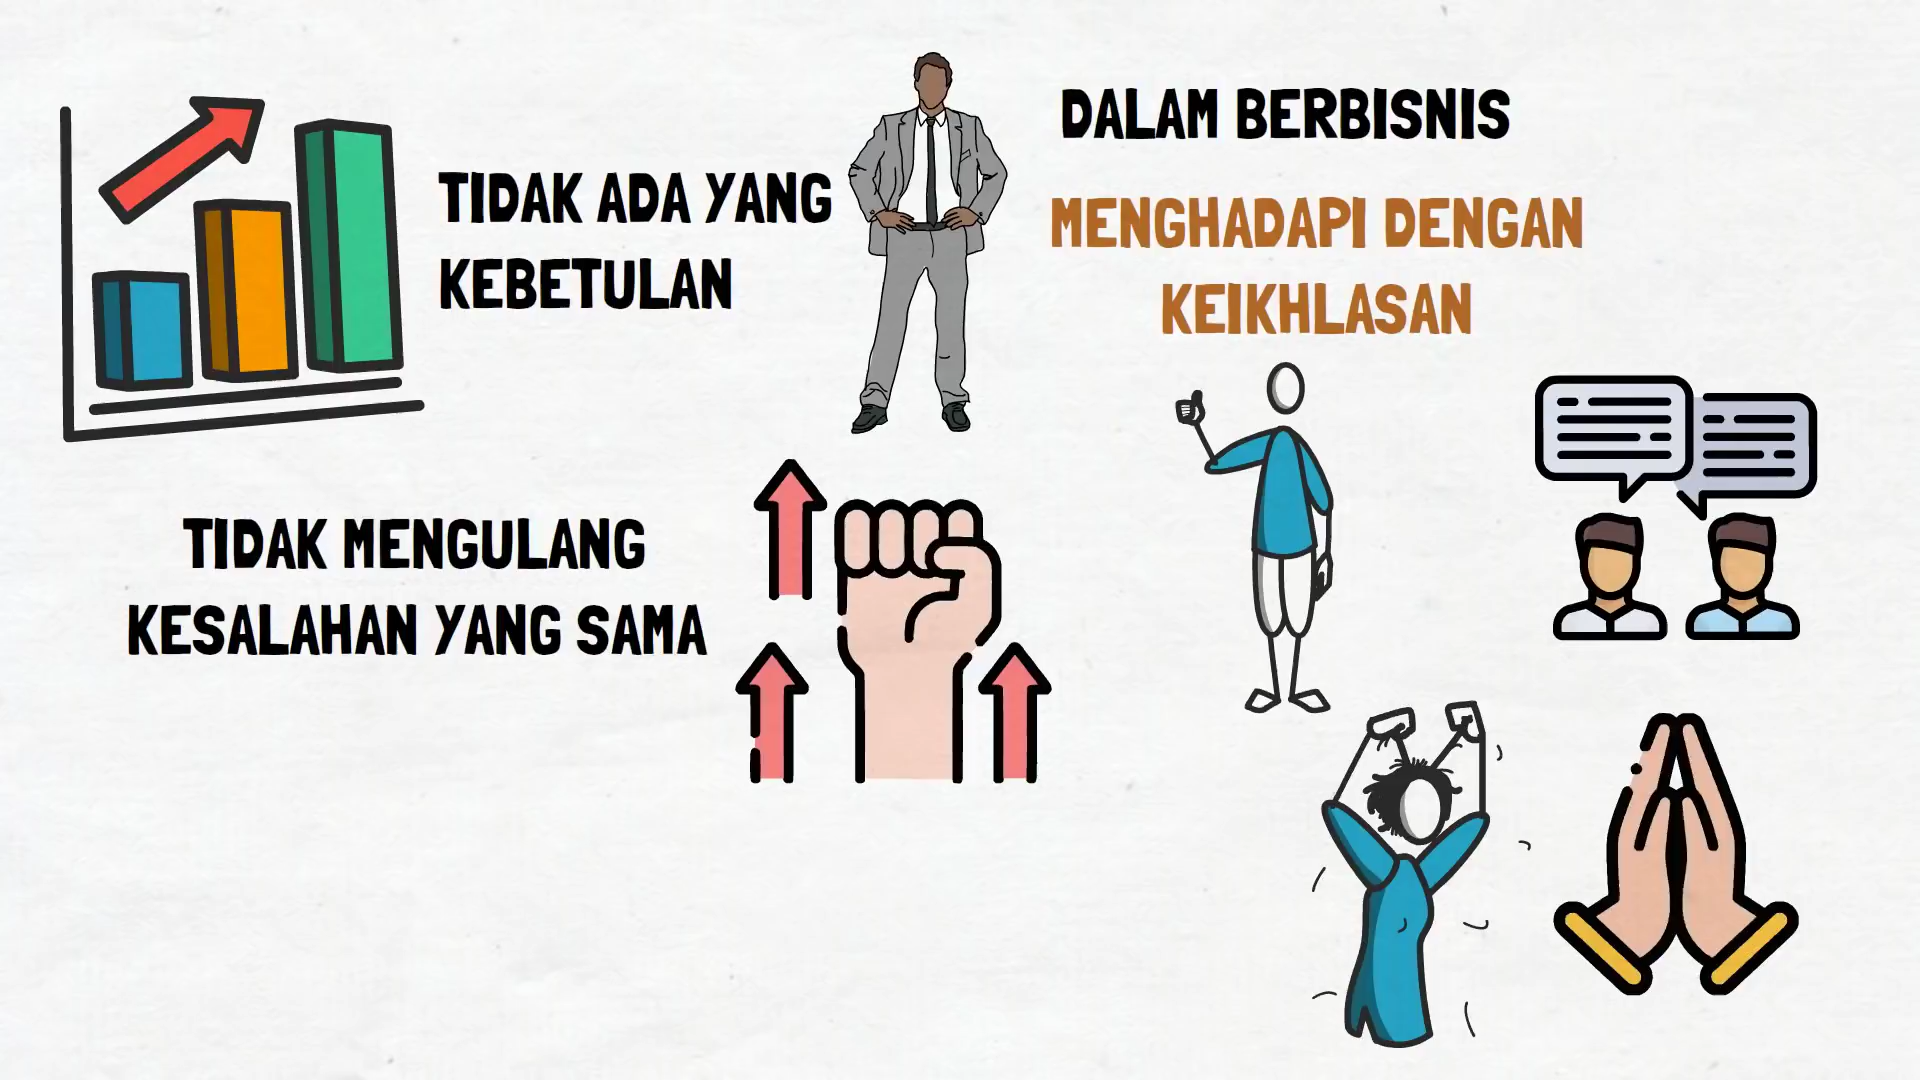 TIDAK ADA YANG
KEBETULAN
DALAM BERBISNIS
MENGHADAPI DENGAN
KEIKHLASAN
TIDAK MENGULANG
KESALAHAN YANG SAMA